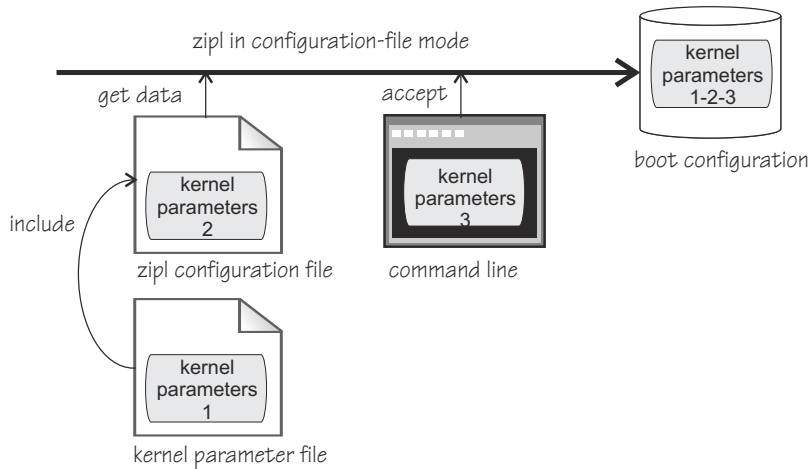 zipl in configuration-file mode
kernel
parameters
1-2-3
boot configuration
get data
accept
kernel
parameters
2
zipl configuration file
kernel
parameters
3
command line
include
kernel
parameters
1
kernel parameter file